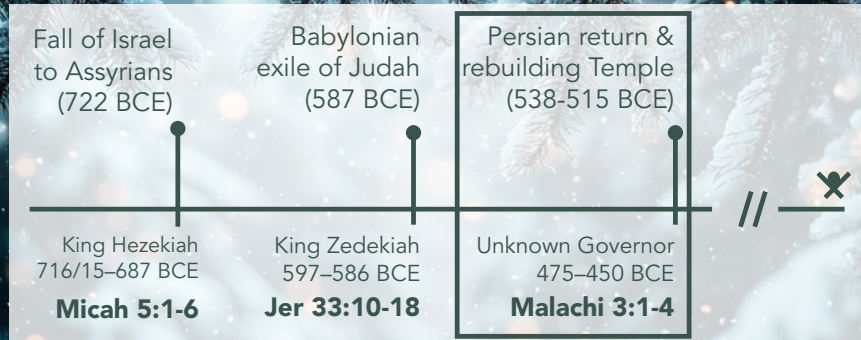 Fall of Israel
to Assyrians
(722 BCE)
Babylonian
exile of Judah
(587 BCE)
Persian return &
rebuilding Temple
(538-515 BCE)
//
King Hezekiah
716/15–687 BCE
Micah 5:1-6
King Zedekiah
597–586 BCE
Jer 33:10-18
Unknown Governor
475–450 BCE
Malachi 3:1-4